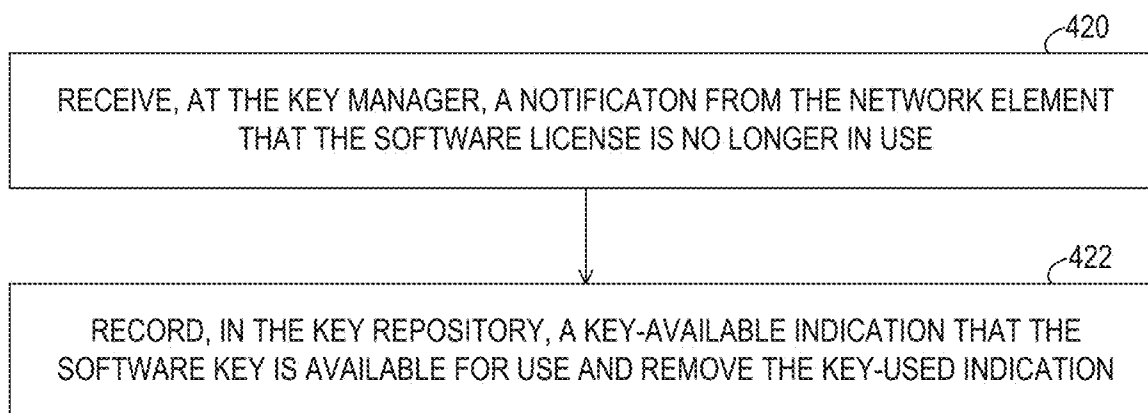 420
RECEIVE, AT THE KEY MANAGER, A NOTIFICATON FROM THE NETWORK ELEMENT
THAT THE SOFTWARE LICENSE IS NO LONGER IN USE
422
RECORD, IN THE KEY REPOSITORY, A KEY-AVAILABLE INDICATION THAT THE
SOFTWARE KEY IS AVAILABLE FOR USE AND REMOVE THE KEY-USED INDICATION